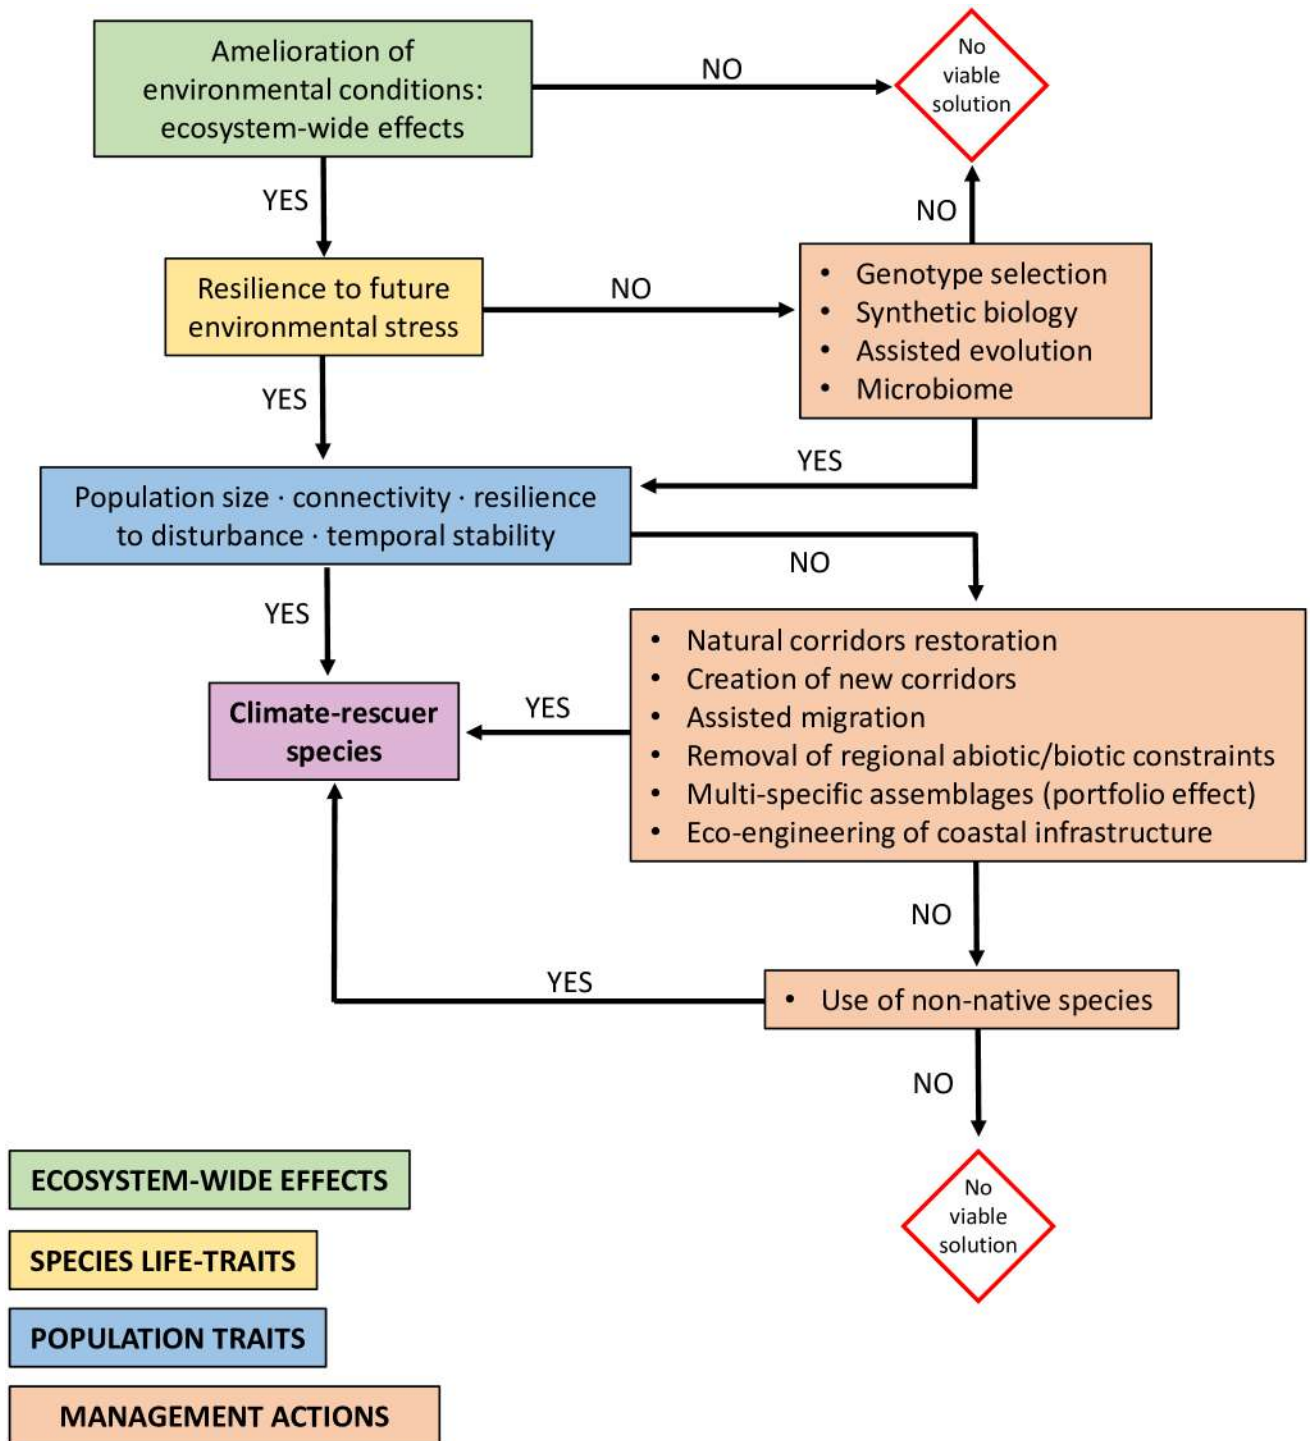 Amelioration of
environmental conditions:
ecosystem-wide effects
NO
No
viable
solution
YES
NO
Resilience to future
environmental stress
NO
• Genotype selection
• Synthetic biology
• Assisted evolution
• Microbiome
YES
YES
Population size · connectivity · resilience
to disturbance · temporal stability
NO
YES
• Natural corridors restoration
• Creation of new corridors
• Assisted migration
• Removal of regional abiotic/biotic constraints
• Multi-specific assemblages (portfolio effect)
• Eco-engineering of coastal infrastructure
YES
Climate-rescuer
species
NO
YES
• Use of non-native species
NO
No
viable
solution
ECOSYSTEM-WIDE EFFECTS
SPECIES LIFE-TRAITS
POPULATION TRAITS
MANAGEMENT ACTIONS